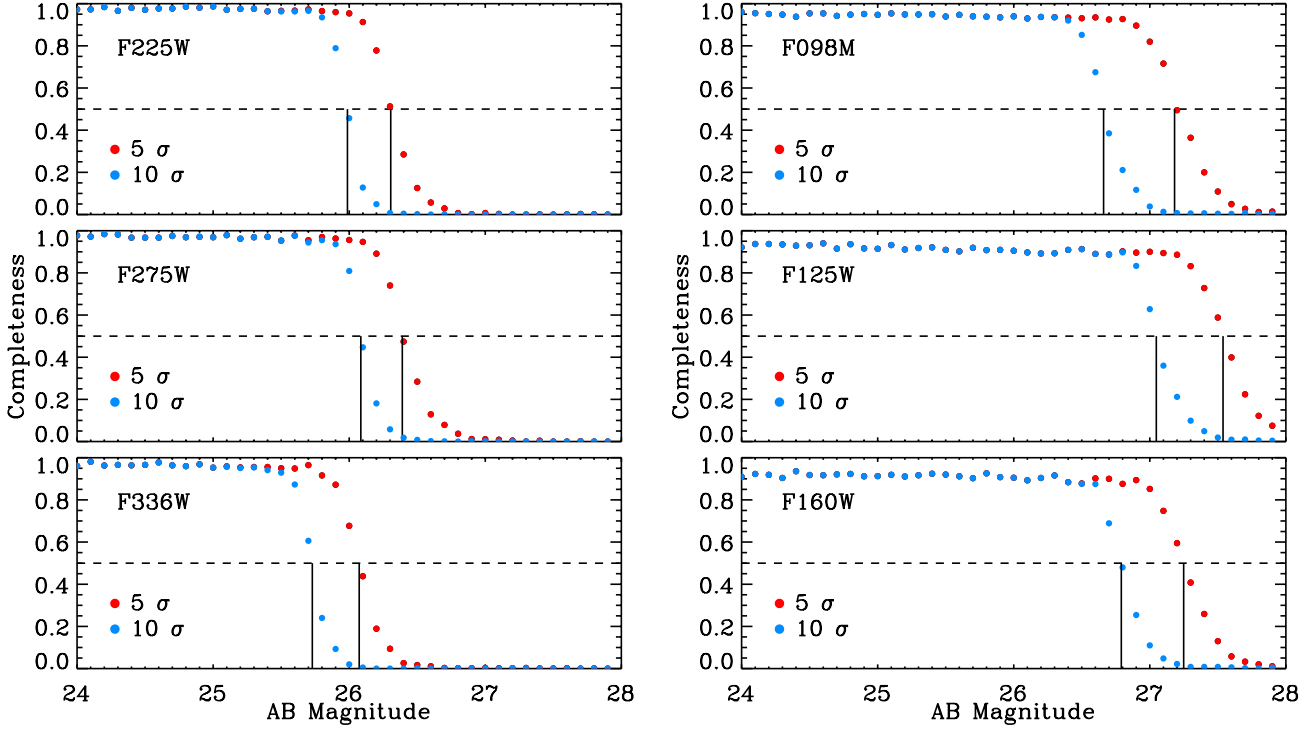 Completeness
1.0
0.8
0.6
0.4
0.2
0.0
F225W
5 σ
10 σ
1.0
0.8
0.6
0.4
0.2
0.0
F275W
5 σ
10 σ
1.0
0.8
0.6
0.4
0.2
0.0
F336W
5 σ
10 σ
24 25 26 27 28
AB Magnitude
Completeness
1.0
0.8
0.6
0.4
0.2
0.0
F098M
5 σ
10 σ
1.0
0.8
0.6
0.4
0.2
0.0
F125W
5 σ
10 σ
1.0
0.8
0.6
0.4
0.2
0.0
F160W
5 σ
10 σ
24 25 26 27 28
AB Magnitude